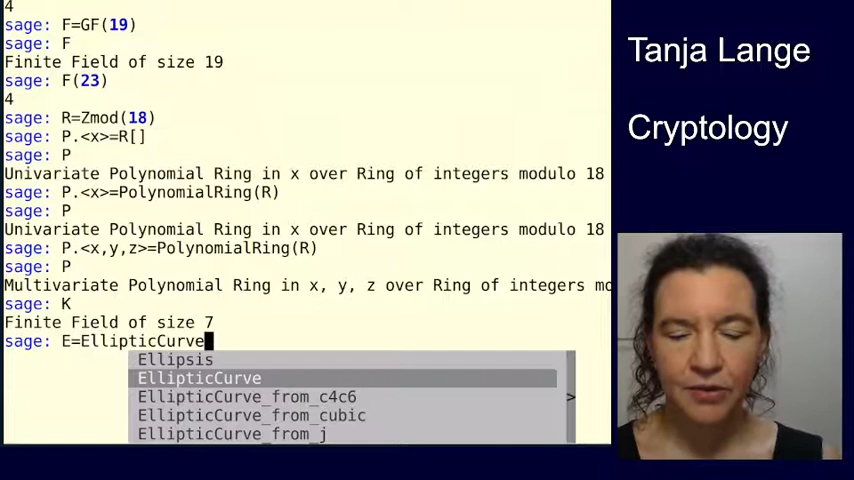 4
sage: F=GF(19)
sage: F
Finite Field of size 19
sage: F(23)
4
sage: R=Zmod(18)
sage: P.<x>=R[]
sage: P
Univariate Polynomial Ring in x over Ring of integers modulo 18
sage: P.<x>=PolynomialRing(R)
sage: P
Univariate Polynomial Ring in x over Ring of integers modulo 18
sage: P.<x,y,z>=PolynomialRing(R)
sage: P
Multivariate Polynomial Ring in x, y, z over Ring of integers mo
sage: K
Finite Field of size 7
sage: E=EllipticCurve
Ellipsis
EllipticCurve
EllipticCurve_from_c4c6
>
EllipticCurve_from_cubic
EllipticCurve_from_j
Tanja Lange
Cryptology